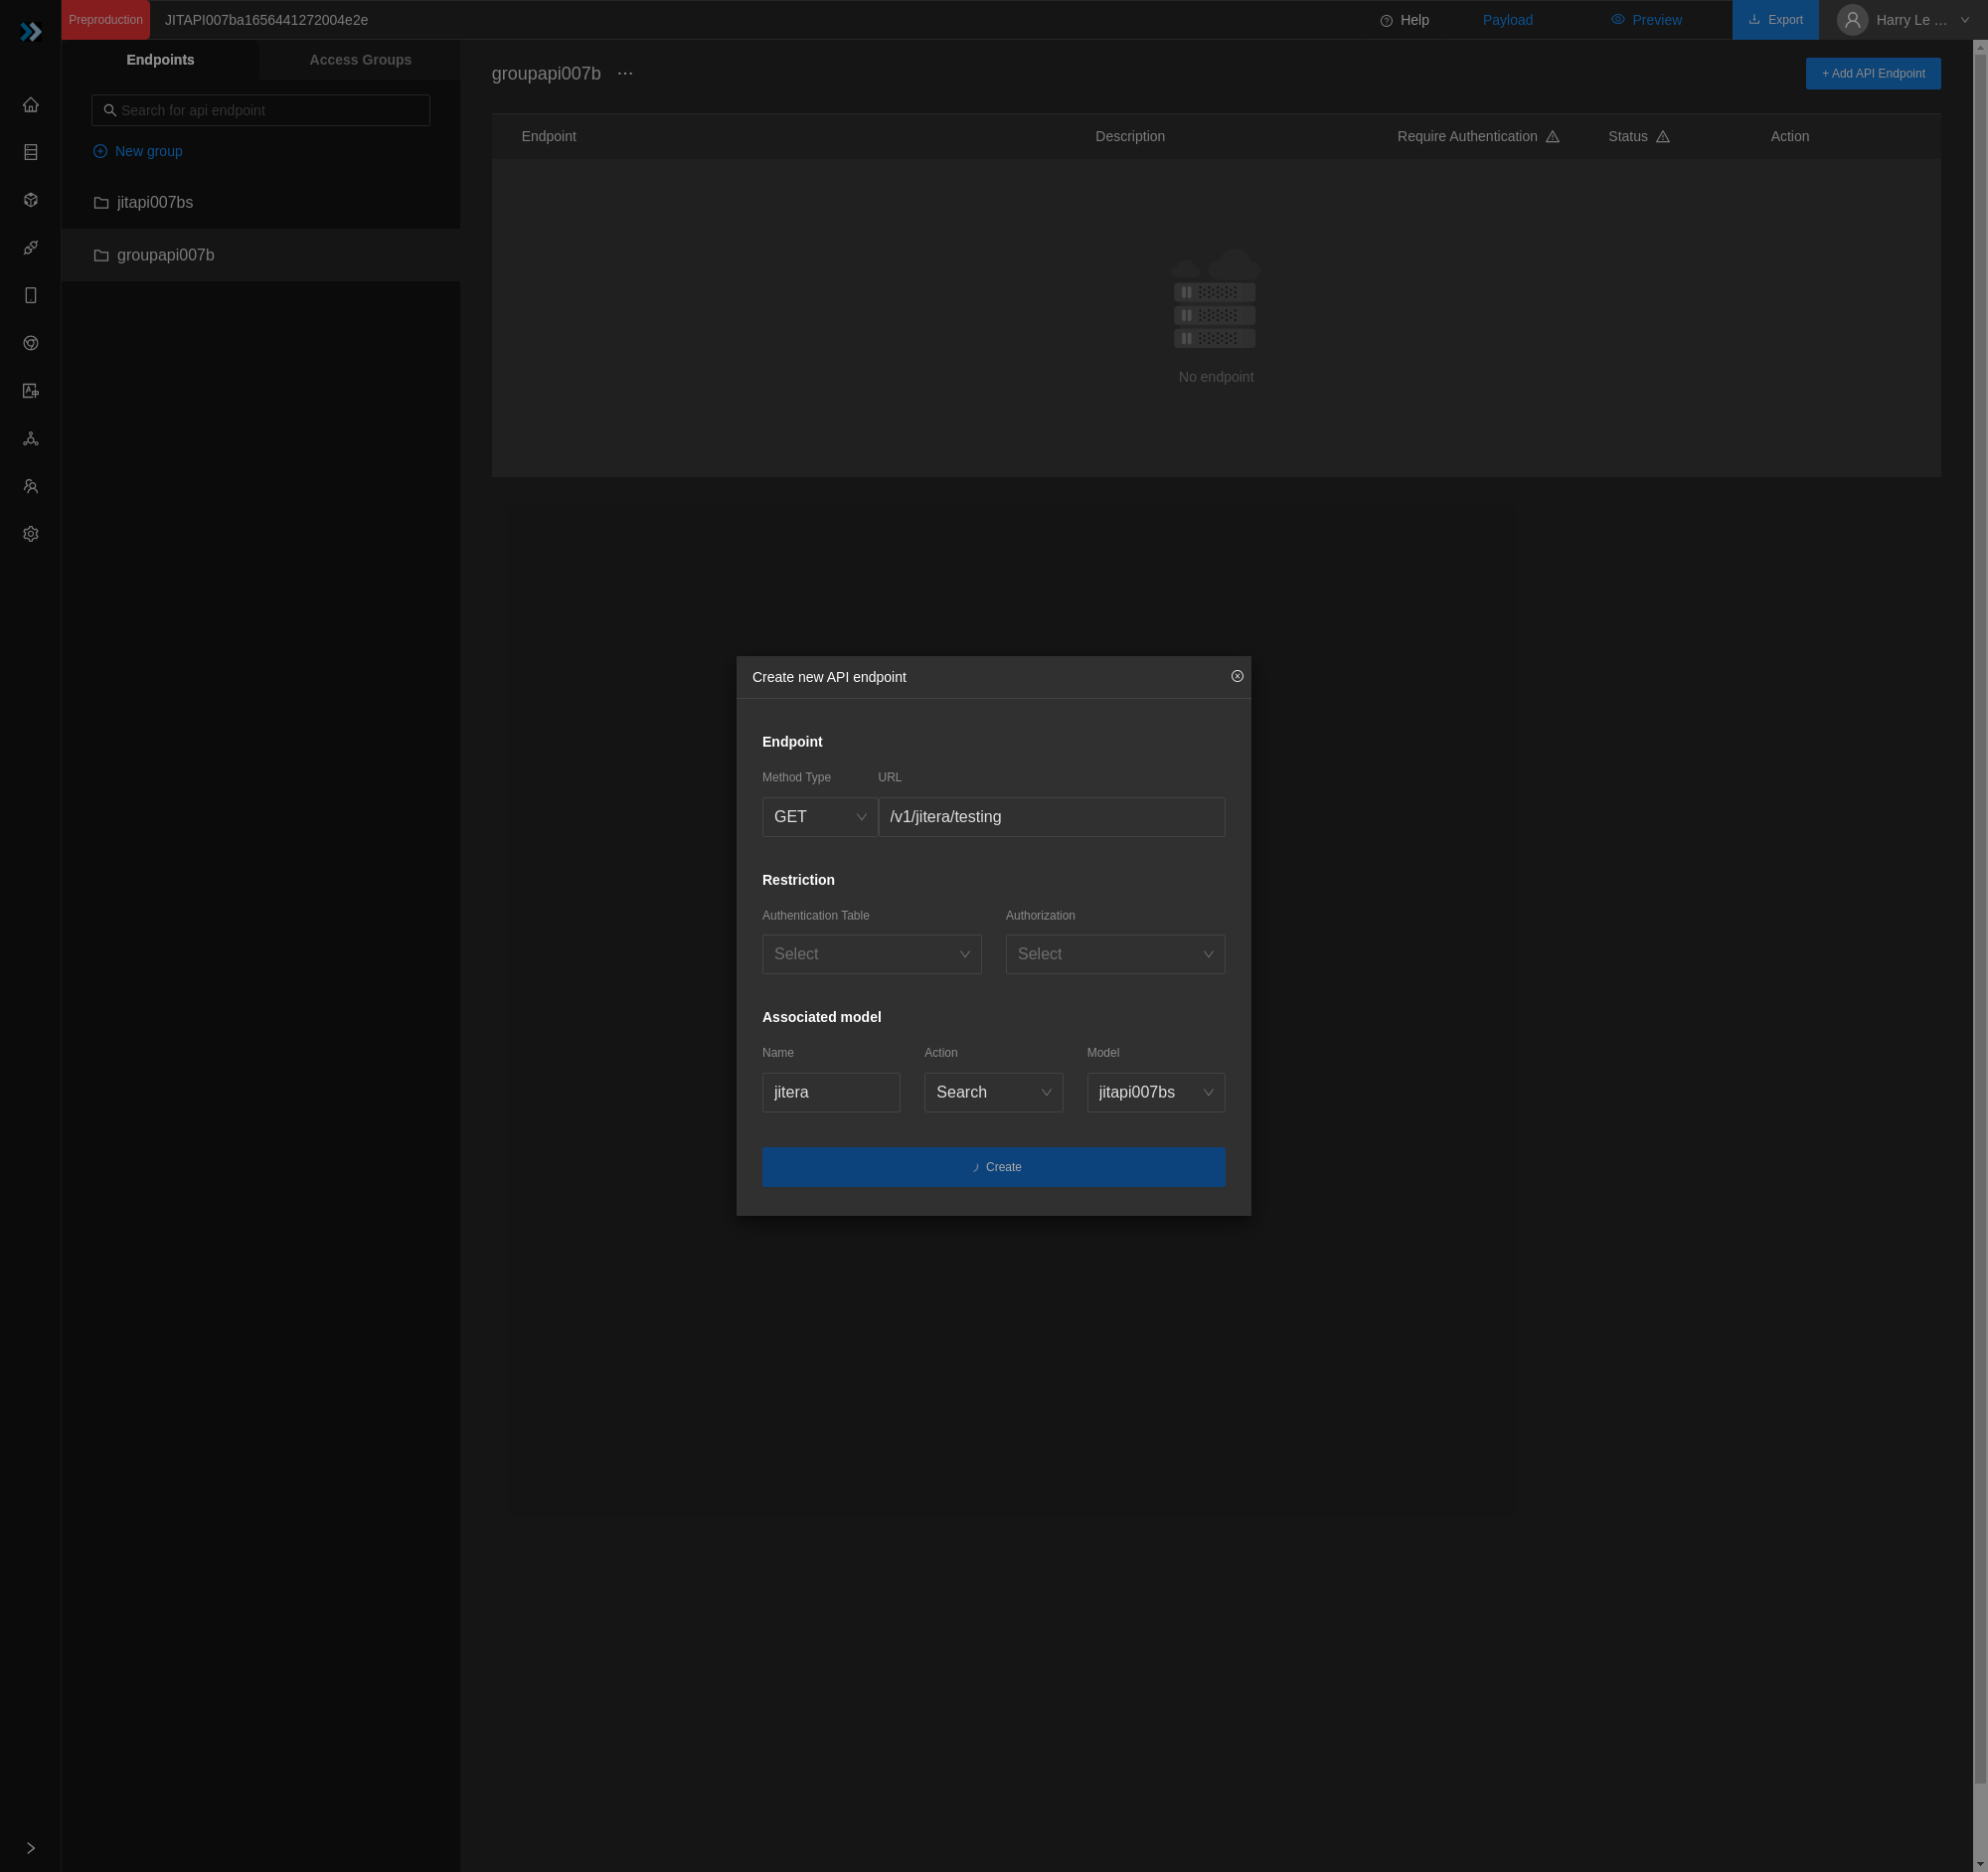 Preproduction JITAPI007ba1656441272004e2e Help Payload Preview Export Harry Le ...
Endpoints Access Groups
Search for api endpoint
New group
jitapi007bs
groupapi007b
groupapi007b ... + Add API Endpoint
Endpoint Description Require Authentication Status Action
No endpoint
Create new API endpoint
Endpoint
Method Type URL
GET /v1/jitera/testing
Restriction
Authentication Table Authorization
Select Select
Associated model
Name Action Model
jitera Search jitapi007bs
Create